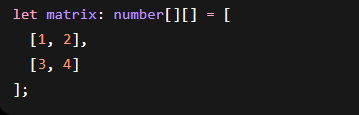 let matrix: number[][] = [
  [1, 2],
  [3, 4]
];